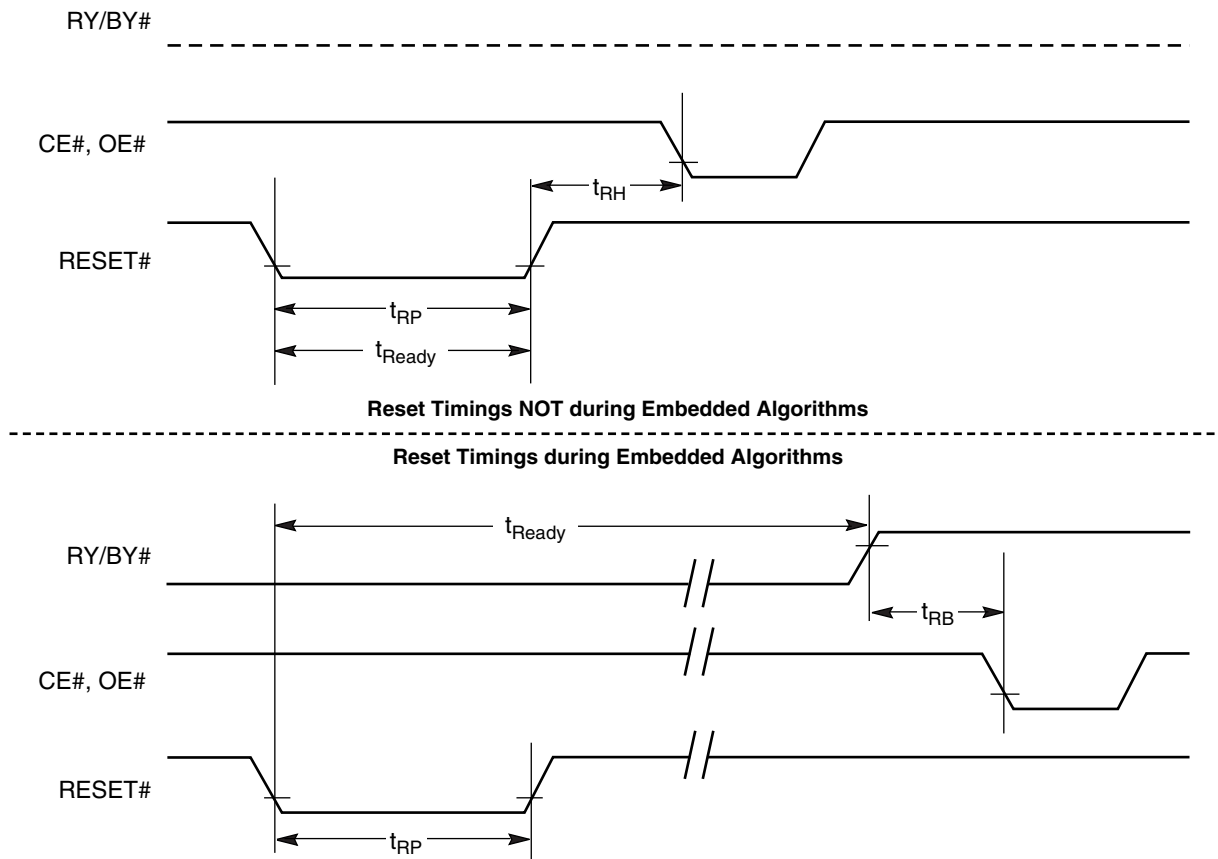 RY/BY#
CE#, OE#
tRH
RESET#
tRP
tReady
Reset Timings NOT during Embedded Algorithms
Reset Timings during Embedded Algorithms
tReady
RY/BY#
tRB
CE#, OE#
RESET#
tRP